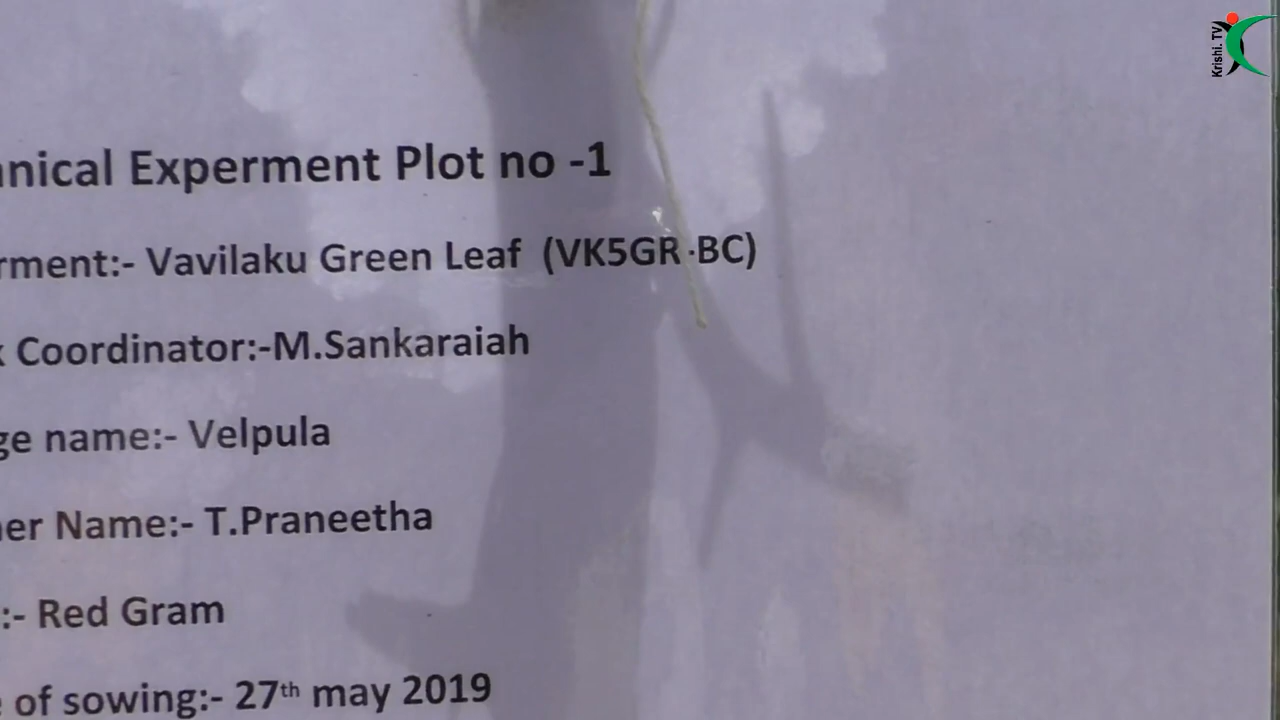 nical Experment Plot no -1
rment:- Vavilaku Green Leaf (VK5GR-BC)
Coordinator:-M.Sankaraiah
ge name:- Velpula
er Name:- T.Praneetha
:- Red Gram
of sowing:- 27th may 2019
Krishi.TV